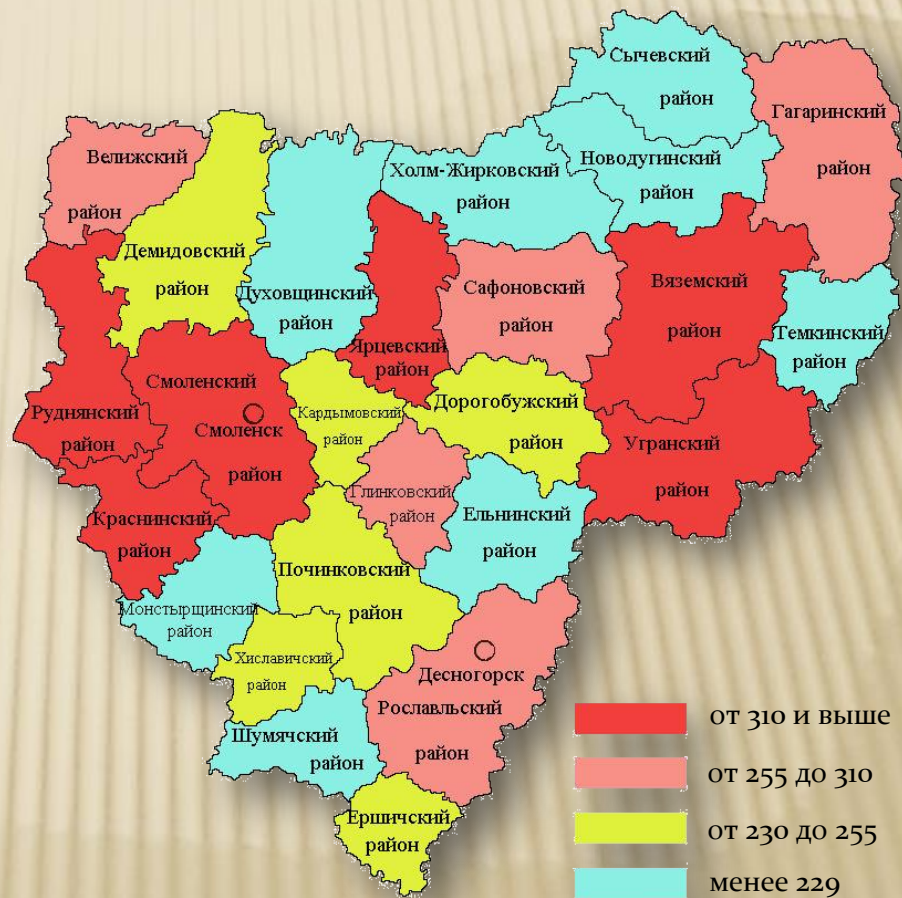 Сычевский
район
Гагаринский
район
Велижский
район
Холм-Жирковский
район
Новодугинский
район
Демидовский
район
Духовщинский
район
Сафоновский
район
Вяземский
район
Темкинский
район
Ярцевский
район
Смоленский
Смоленск
район
Руднянский
район
Кардымовский
район
Дорогобужский
район
Угранский
район
Глинковский
район
Ельнинский
район
Краснинский
район
Починковский
район
Монстырщинский
район
Хиславичский
район
Десногорск
Рославльский
район
Шумячский
район
Ершичский
район
от 310 и выше
от 255 до 310
от 230 до 255
менее 229